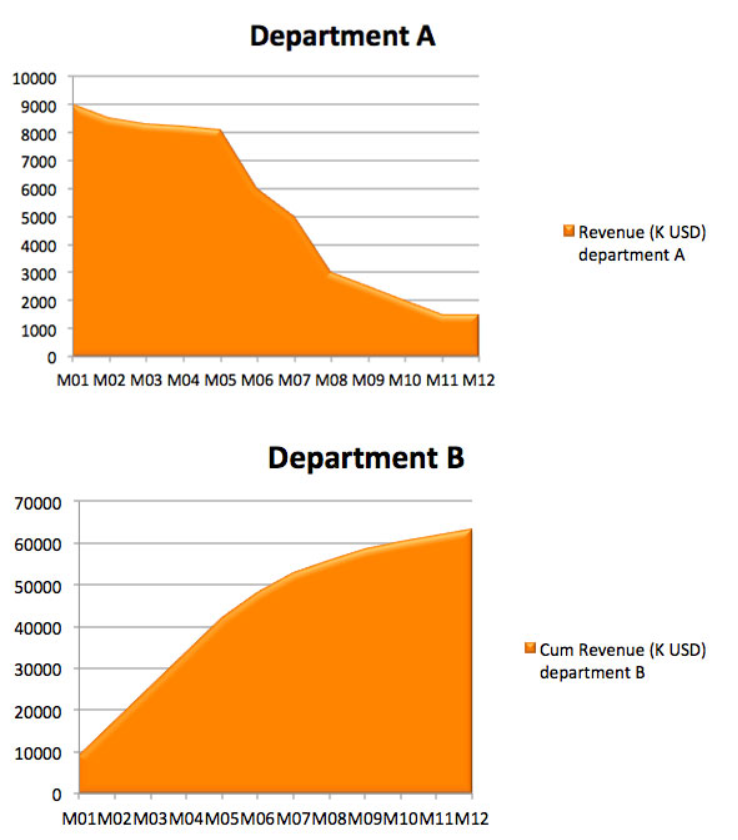 Department A
10000
9000
8000
7000
6000
5000
4000
3000
2000
1000
0
M01 M02 M03 M04 M05 M06 M07 M08 M09 M10 M11 M12
Revenue (K USD)
department A
Department B
70000
60000
50000
40000
30000
20000
10000
0
M01M02M03M04M05M06M07M08M09M10M11M12
Cum Revenue (K USD)
department B